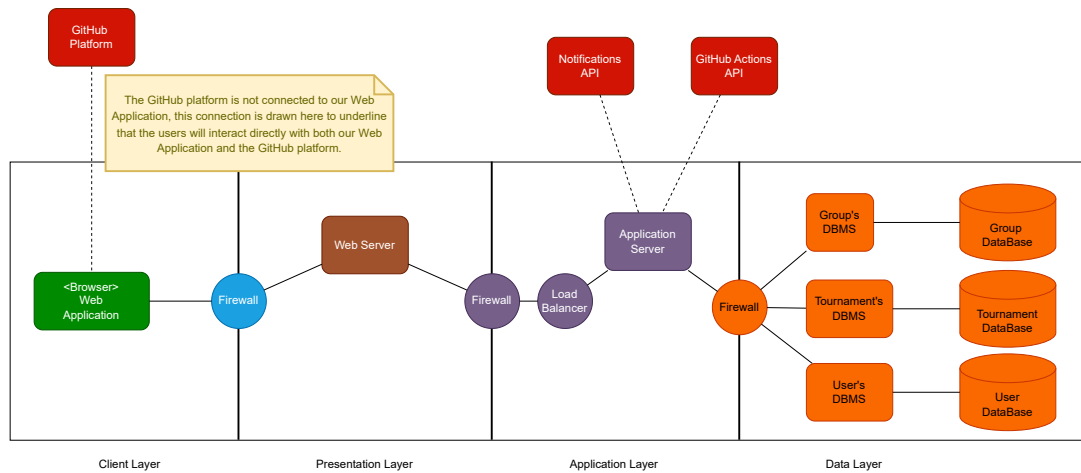 GitHub
Platform
Notifications
API
GitHub Actions
API
The GitHub platform is not connected to our Web
Application, this connection is drawn here to underline
that the users will interact directly with both our Web
Application and the GitHub platform.
<Browser>
Web
Application
Firewall
Web Server
Firewall
Load
Balancer
Application
Server
Firewall
Group's
DBMS
Group
DataBase
Tournament's
DBMS
Tournament
DataBase
User's
DBMS
User
DataBase
Client Layer
Presentation Layer
Application Layer
Data Layer